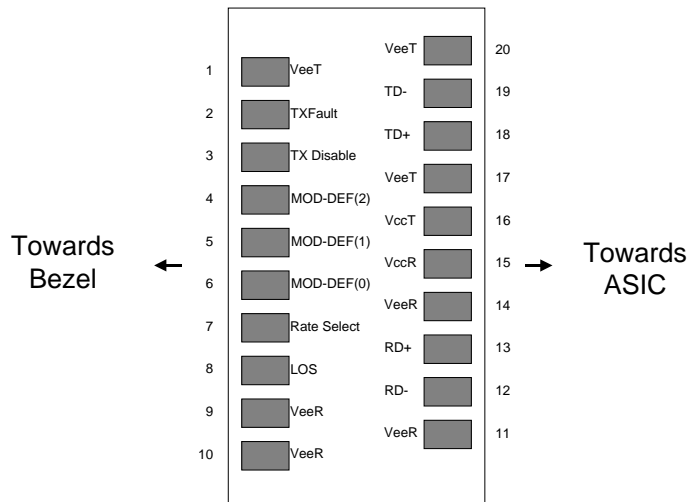 VeeT 20
1 VeeT
TD- 19
2 TXFault
TD+ 18
3 TX Disable
VeeT 17
4 MOD-DEF(2)
VccT 16
5 MOD-DEF(1)
Towards
Bezel
VccR 15
Towards
ASIC
6 MOD-DEF(0)
VeeR 14
7 Rate Select
RD+ 13
8 LOS
RD- 12
9 VeeR
VeeR 11
10 VeeR